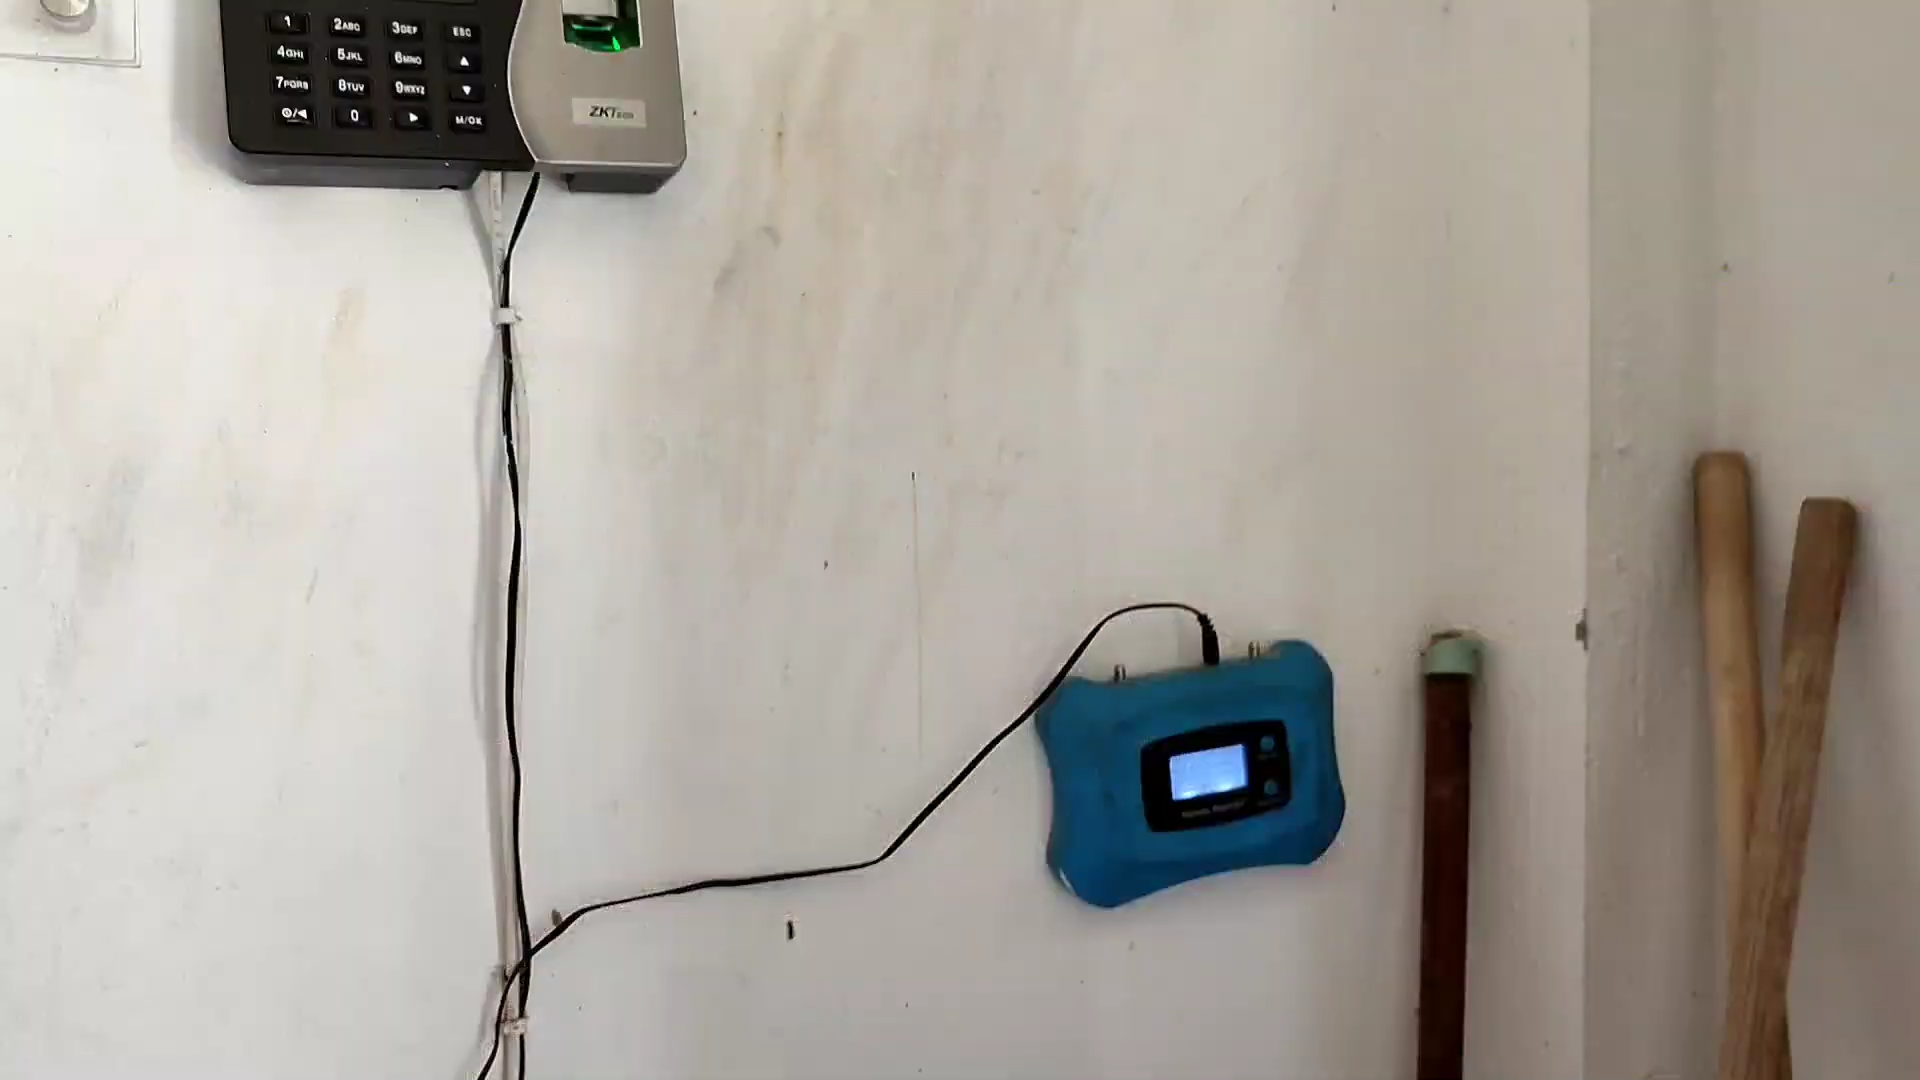 1 2ABC 3DEF ESC
4GHI 5JKL 6MNO ▲
7PQRS 8TUV 9WXYZ ▼
0 ▶ M/OK
ZKTeco